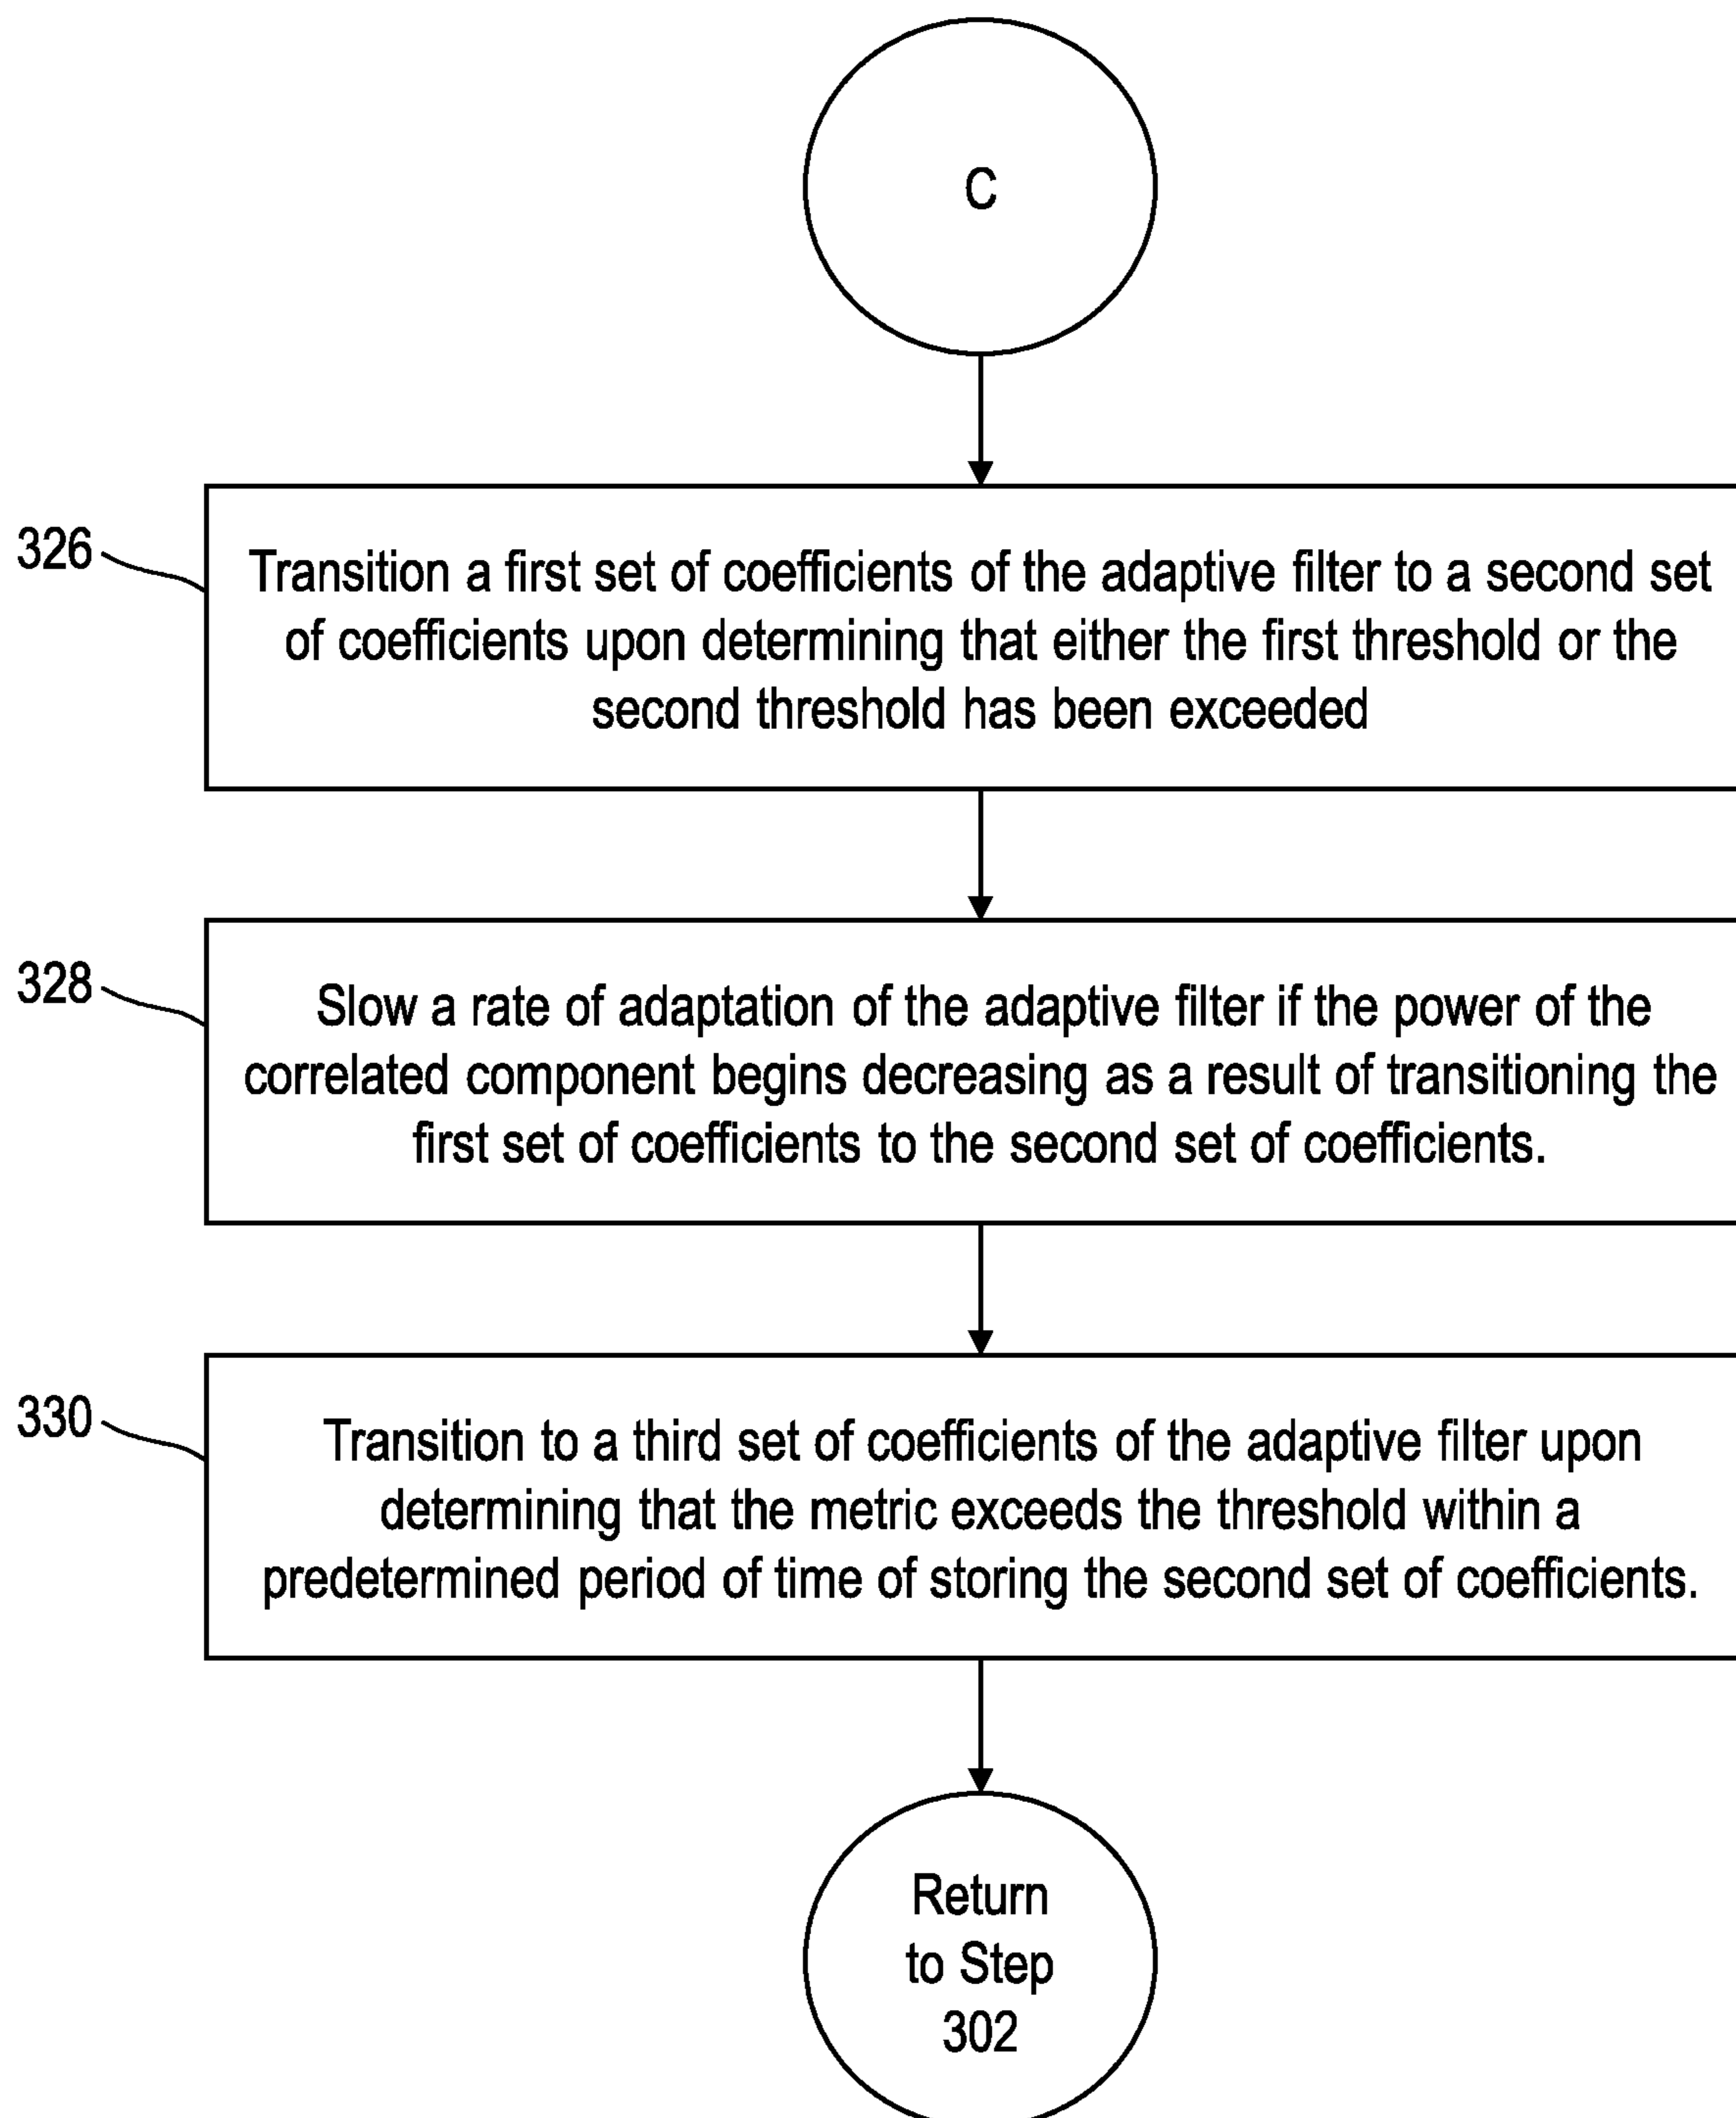 C
326
Transition a first set of coefficients of the adaptive filter to a second set
of coefficients upon determining that either the first threshold or the
second threshold has been exceeded
328
Slow a rate of adaptation of the adaptive filter if the power of the
correlated component begins decreasing as a result of transitioning the
first set of coefficients to the second set of coefficients.
330
Transition to a third set of coefficients of the adaptive filter upon
determining that the metric exceeds the threshold within a
predetermined period of time of storing the second set of coefficients.
Return
to Step
302